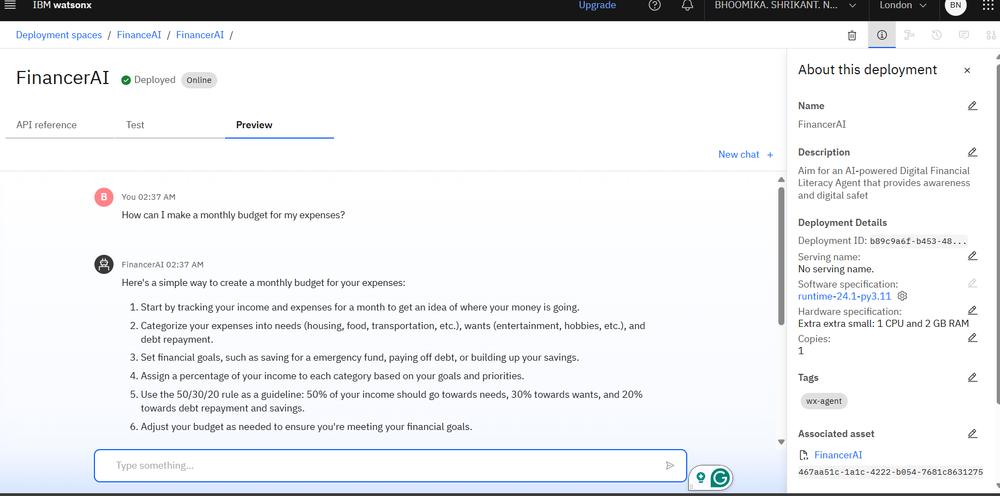 IBM watsonx
Upgrade
BHOOMIKA. SHRIKANT. N...
London
BN
Deployment spaces / FinanceAI / FinancerAI /
FinancerAI
Deployed
Online
API reference
Test
Preview
New chat +
B
You 02:37 AM
How can I make a monthly budget for my expenses?
FinancerAI 02:37 AM
Here's a simple way to create a monthly budget for your expenses:
1. Start by tracking your income and expenses for a month to get an idea of where your money is going.
2. Categorize your expenses into needs (housing, food, transportation, etc.), wants (entertainment, hobbies, etc.), and
debt repayment.
3. Set financial goals, such as saving for a emergency fund, paying off debt, or building up your savings.
4. Assign a percentage of your income to each category based on your goals and priorities.
5. Use the 50/30/20 rule as a guideline: 50% of your income should go towards needs, 30% towards wants, and 20%
towards debt repayment and savings.
6. Adjust your budget as needed to ensure you're meeting your financial goals.
Type something...
About this deployment
Name
FinancerAI
Description
Aim for an AI-powered Digital Financial
Literacy Agent that provides awareness
and digital safet
Deployment Details
Deployment ID: b89c9a6f-b453-48...
Serving name:
No serving name.
Software specification:
runtime-24.1-py3.11
Hardware specification:
Extra extra small: 1 CPU and 2 GB RAM
Copies:
1
Tags
wx-agent
Associated asset
FinancerAI
467aa51c-1a1c-4222-b054-7681c8631275